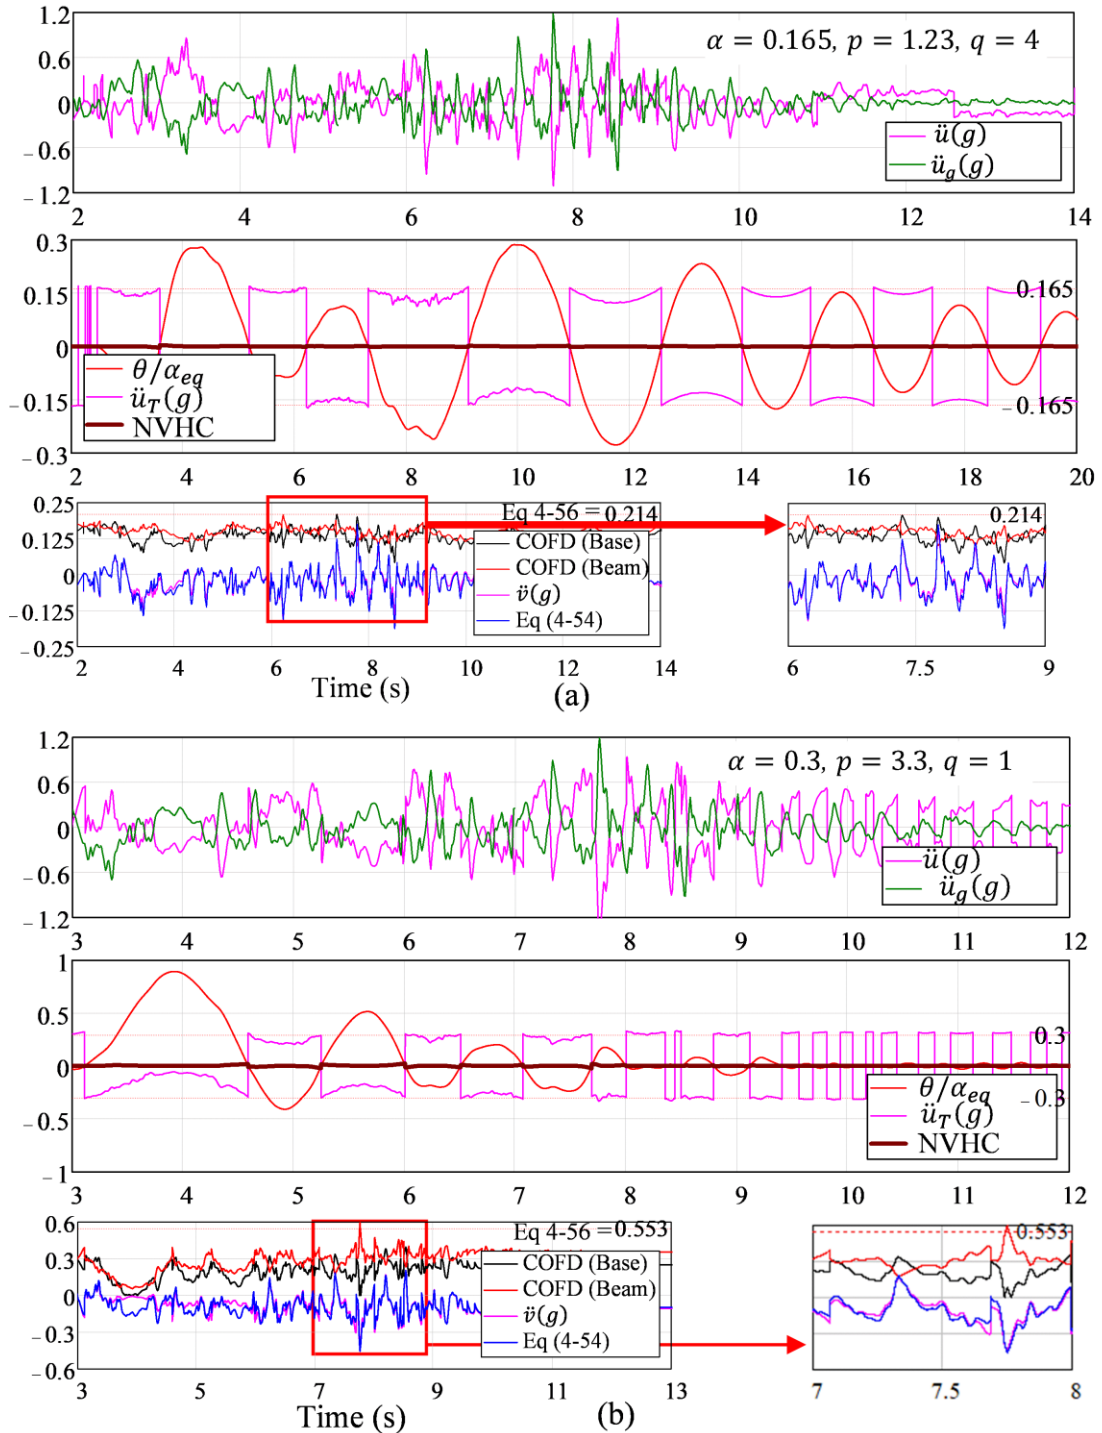 α = 0.165, p = 1.23, q = 4
1.2
0.6
0
−0.6
−1.2
ü(g)
ü_g(g)
2 4 6 8 10 12 14
0.3
0.15
0
−0.15
−0.3
0.165
−0.165
θ/α_eq
ü_T(g)
NVHC
2 4 6 8 10 12 14 16 18 20
0.25
0.125
0
−0.125
−0.25
Eq 4-56 = 0.214
COFD (Base)
COFD (Beam)
v̈(g)
Eq (4-54)
2 4 6 8 10 12 14
0.214
6 7.5 9
Time (s) (a)
α = 0.3, p = 3.3, q = 1
1.2
0.6
0
−0.6
−1.2
ü(g)
ü_g(g)
3 4 5 6 7 8 9 10 11 12
1
0.5
0
−0.5
−1
0.3
−0.3
θ/α_eq
ü_T(g)
NVHC
3 4 5 6 7 8 9 10 11 12
0.6
0.3
0
−0.3
−0.6
Eq 4-56 = 0.553
COFD (Base)
COFD (Beam)
v̈(g)
Eq (4-54)
3 5 7 9 11 13
0.553
7 7.5 8
Time (s) (b)